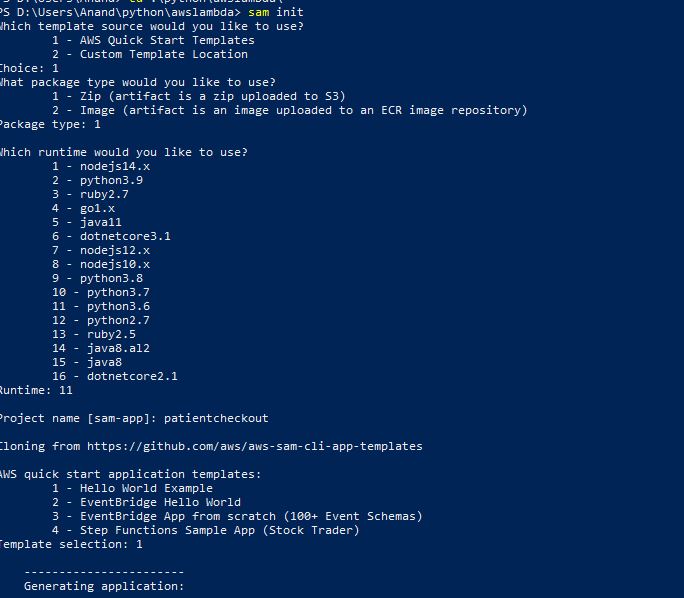 PS D:\Users\Anand\python\awslambda> sam init
Which template source would you like to use?
1 - AWS Quick Start Templates
2 - Custom Template Location
Choice: 1
What package type would you like to use?
1 - Zip (artifact is a zip uploaded to S3)
2 - Image (artifact is an image uploaded to an ECR image repository)
Package type: 1
Which runtime would you like to use?
1 - nodejs14.x
2 - python3.9
3 - ruby2.7
4 - go1.x
5 - java11
6 - dotnetcore3.1
7 - nodejs12.x
8 - nodejs10.x
9 - python3.8
10 - python3.7
11 - python3.6
12 - python2.7
13 - ruby2.5
14 - java8.al2
15 - java8
16 - dotnetcore2.1
Runtime: 11
Project name [sam-app]: patientcheckout
Cloning from https://github.com/aws/aws-sam-cli-app-templates
AWS quick start application templates:
1 - Hello World Example
2 - EventBridge Hello World
3 - EventBridge App from scratch (100+ Event Schemas)
4 - Step Functions Sample App (Stock Trader)
Template selection: 1
-----------------------
Generating application: